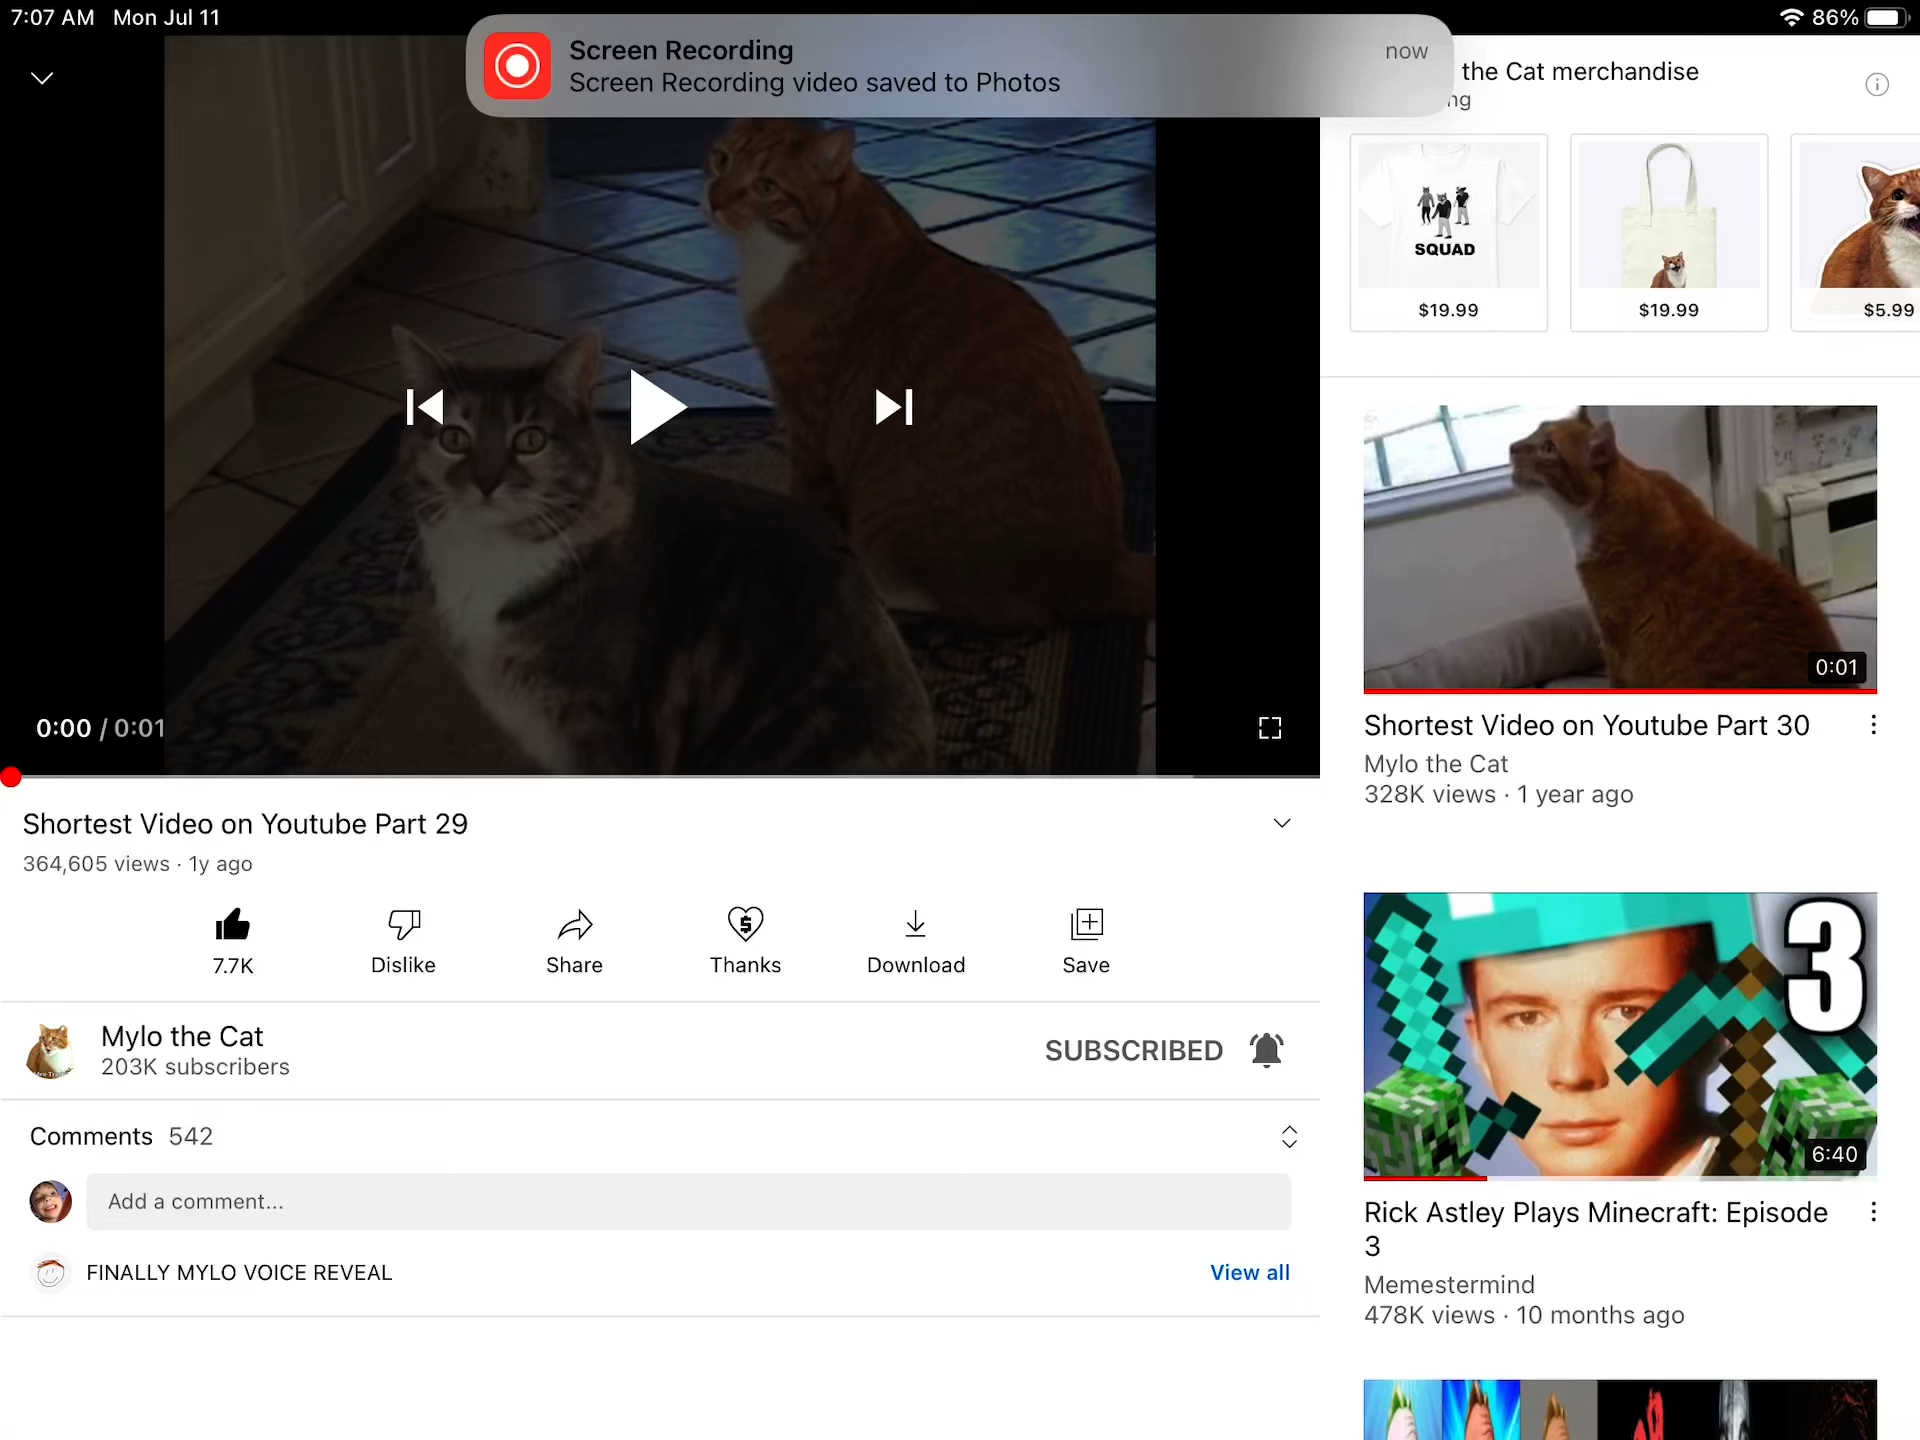 7:07 AM Mon Jul 11
86%
Screen Recording
now
Screen Recording video saved to Photos
the Cat merchandise
SQUAD
$19.99
$19.99
$5.99
0:00 / 0:01
0:01
Shortest Video on Youtube Part 29
364,605 views · 1y ago
7.7K
Dislike
Share
Thanks
Download
Save
Mylo the Cat
203K subscribers
SUBSCRIBED
Comments 542
Add a comment...
FINALLY MYLO VOICE REVEAL
View all
Shortest Video on Youtube Part 30
Mylo the Cat
328K views · 1 year ago
3
6:40
Rick Astley Plays Minecraft: Episode
3
Memestermind
478K views · 10 months ago